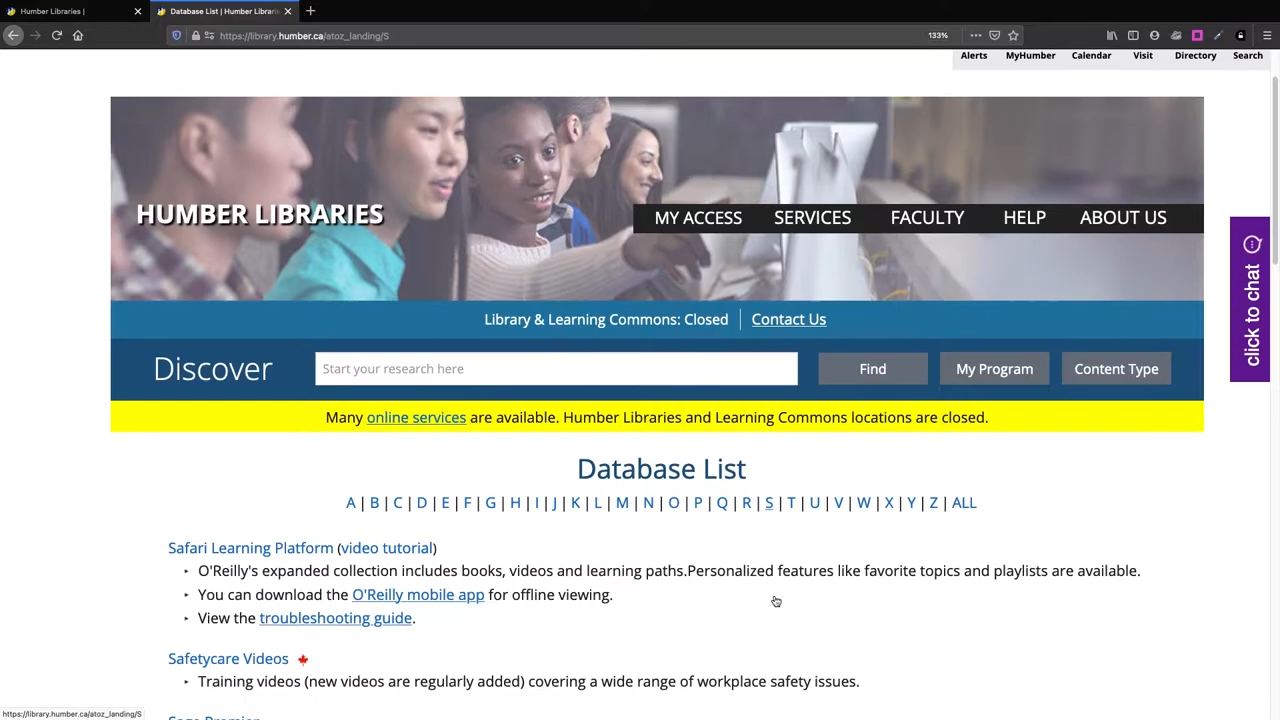 Humber Libraries |
Database List | Humber Librarie
https://library.humber.ca/atoz_landing/S
133%
Alerts MyHumber Calendar Visit Directory Search
HUMBER LIBRARIES
MY ACCESS SERVICES FACULTY HELP ABOUT US
click to chat
Library & Learning Commons: Closed | Contact Us
Discover Start your research here Find My Program Content Type
Many online services are available. Humber Libraries and Learning Commons locations are closed.
Database List
A | B | C | D | E | F | G | H | I | J | K | L | M | N | O | P | Q | R | S | T | U | V | W | X | Y | Z | ALL
Safari Learning Platform (video tutorial)
O'Reilly's expanded collection includes books, videos and learning paths.Personalized features like favorite topics and playlists are available.
You can download the O'Reilly mobile app for offline viewing.
View the troubleshooting guide.
Safetycare Videos
Training videos (new videos are regularly added) covering a wide range of workplace safety issues.
Sage Premier
https://library.humber.ca/atoz_landing/S